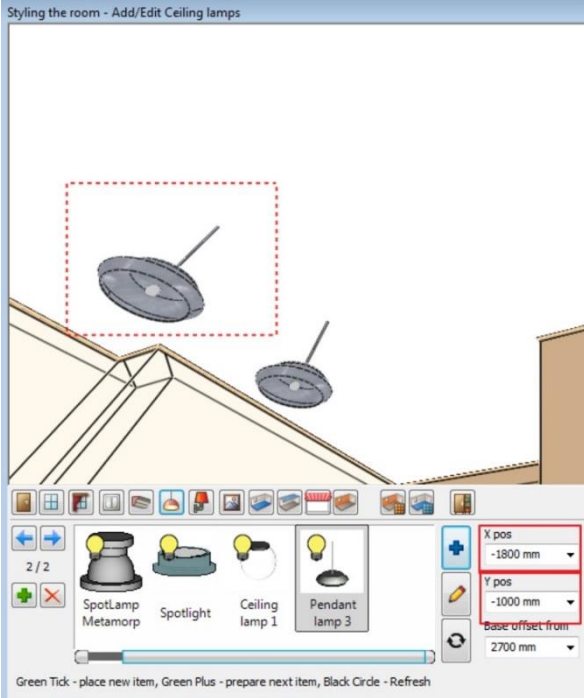 Styling the room - Add/Edit Ceiling lamps
2 / 2
SpotLamp
Metamorp
Spotlight
Ceiling
lamp 1
Pendant
lamp 3
X pos
-1800 mm
Y pos
-1000 mm
Base offset from
2700 mm
Green Tick - place new item, Green Plus - prepare next item, Black Circle - Refresh